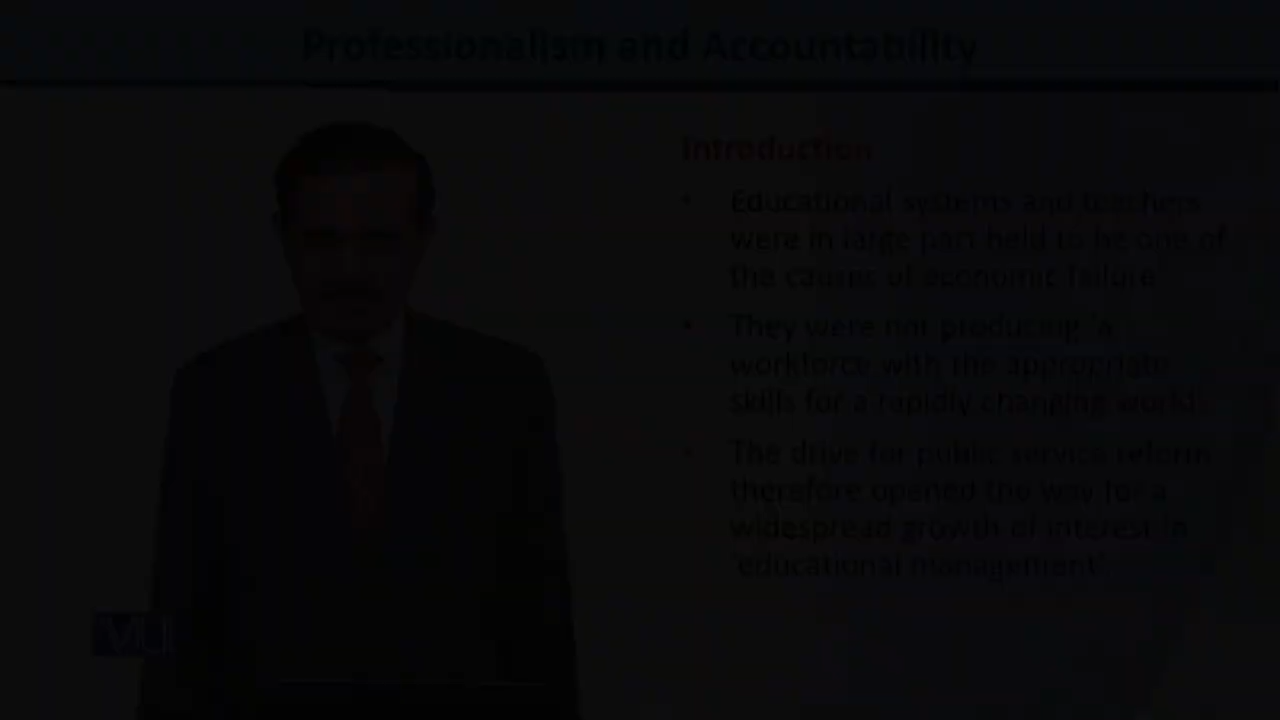 Professionalism and Accountability
Introduction
• Educational systems and teachers
were in large part held to be one of
the causes of economic failure
• They were not producing 'a
workforce with the appropriate
skills for a rapidly changing world'
• The drive for public service reform
therefore opened the way for a
widespread growth of interest in
'educational management'
VU